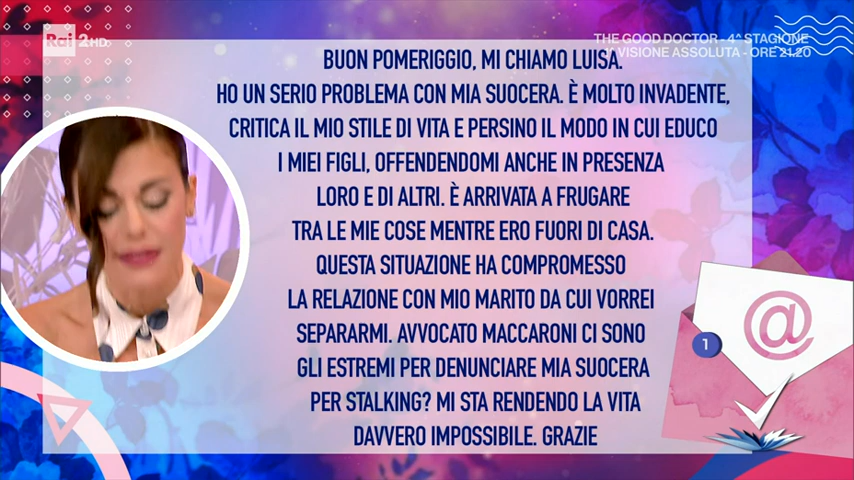 Rai 2HD
THE GOOD DOCTOR - 4^ STAGIONE
1^ VISIONE ASSOLUTA - ORE 21.20
BUON POMERIGGIO, MI CHIAMO LUISA.
HO UN SERIO PROBLEMA CON MIA SUOCERA. È MOLTO INVADENTE,
CRITICA IL MIO STILE DI VITA E PERSINO IL MODO IN CUI EDUCO
I MIEI FIGLI, OFFENDENDOMI ANCHE IN PRESENZA
LORO E DI ALTRI. È ARRIVATA A FRUGARE
TRA LE MIE COSE MENTRE ERO FUORI DI CASA.
QUESTA SITUAZIONE HA COMPROMESSO
LA RELAZIONE CON MIO MARITO DA CUI VORREI
SEPARARMI. AVVOCATO MACCARONI CI SONO
GLI ESTREMI PER DENUNCIARE MIA SUOCERA
PER STALKING? MI STA RENDENDO LA VITA
DAVVERO IMPOSSIBILE. GRAZIE
@
1